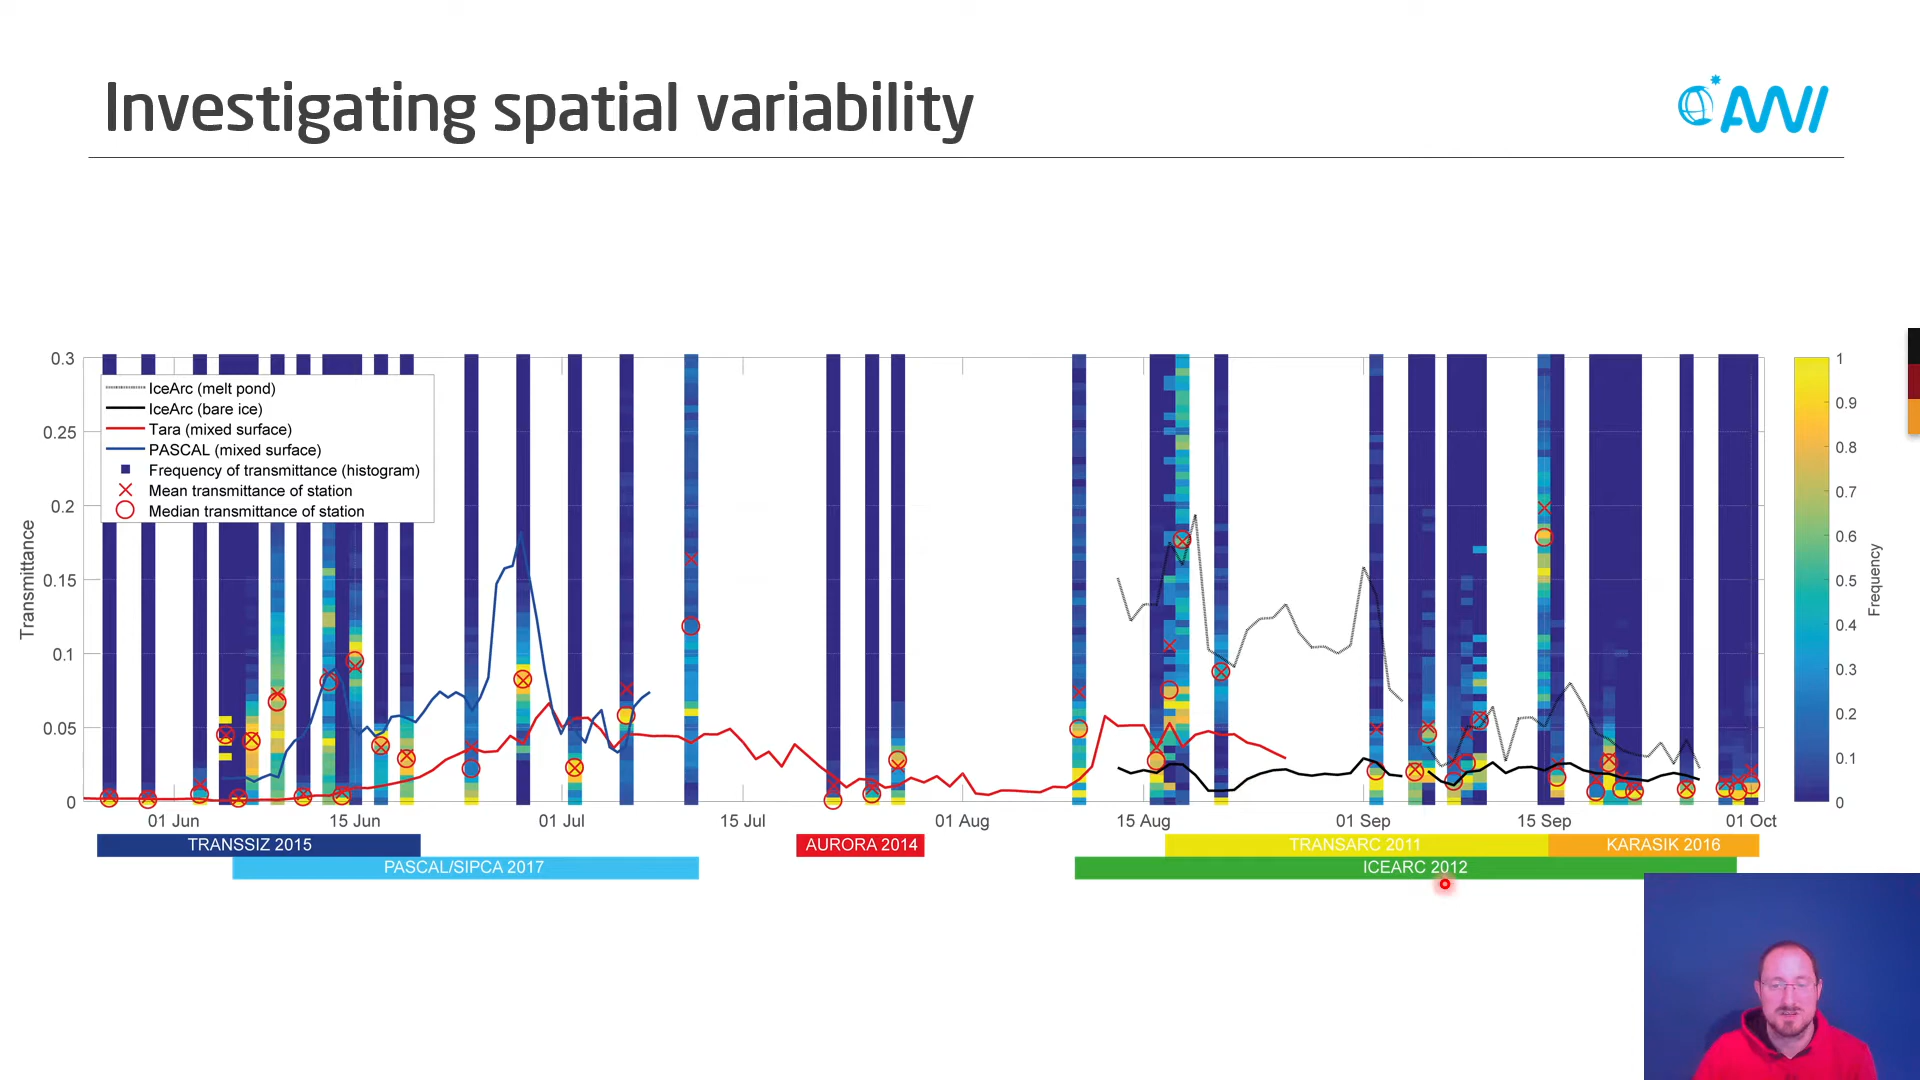 Investigating spatial variability
AWI
IceArc (melt pond)
IceArc (bare ice)
Tara (mixed surface)
PASCAL (mixed surface)
Frequency of transmittance (histogram)
Mean transmittance of station
Median transmittance of station
Transmittance
0.3
0.25
0.2
0.15
0.1
0.05
0
01 Jun
15 Jun
01 Jul
15 Jul
01 Aug
15 Aug
01 Sep
15 Sep
01 Oct
1
0.9
0.8
0.7
0.6
0.5
0.4
0.3
0.2
0.1
0
Frequency
TRANSSIZ 2015
AURORA 2014
TRANSARC 2011
KARASIK 2016
PASCAL/SIPCA 2017
ICEARC 2012